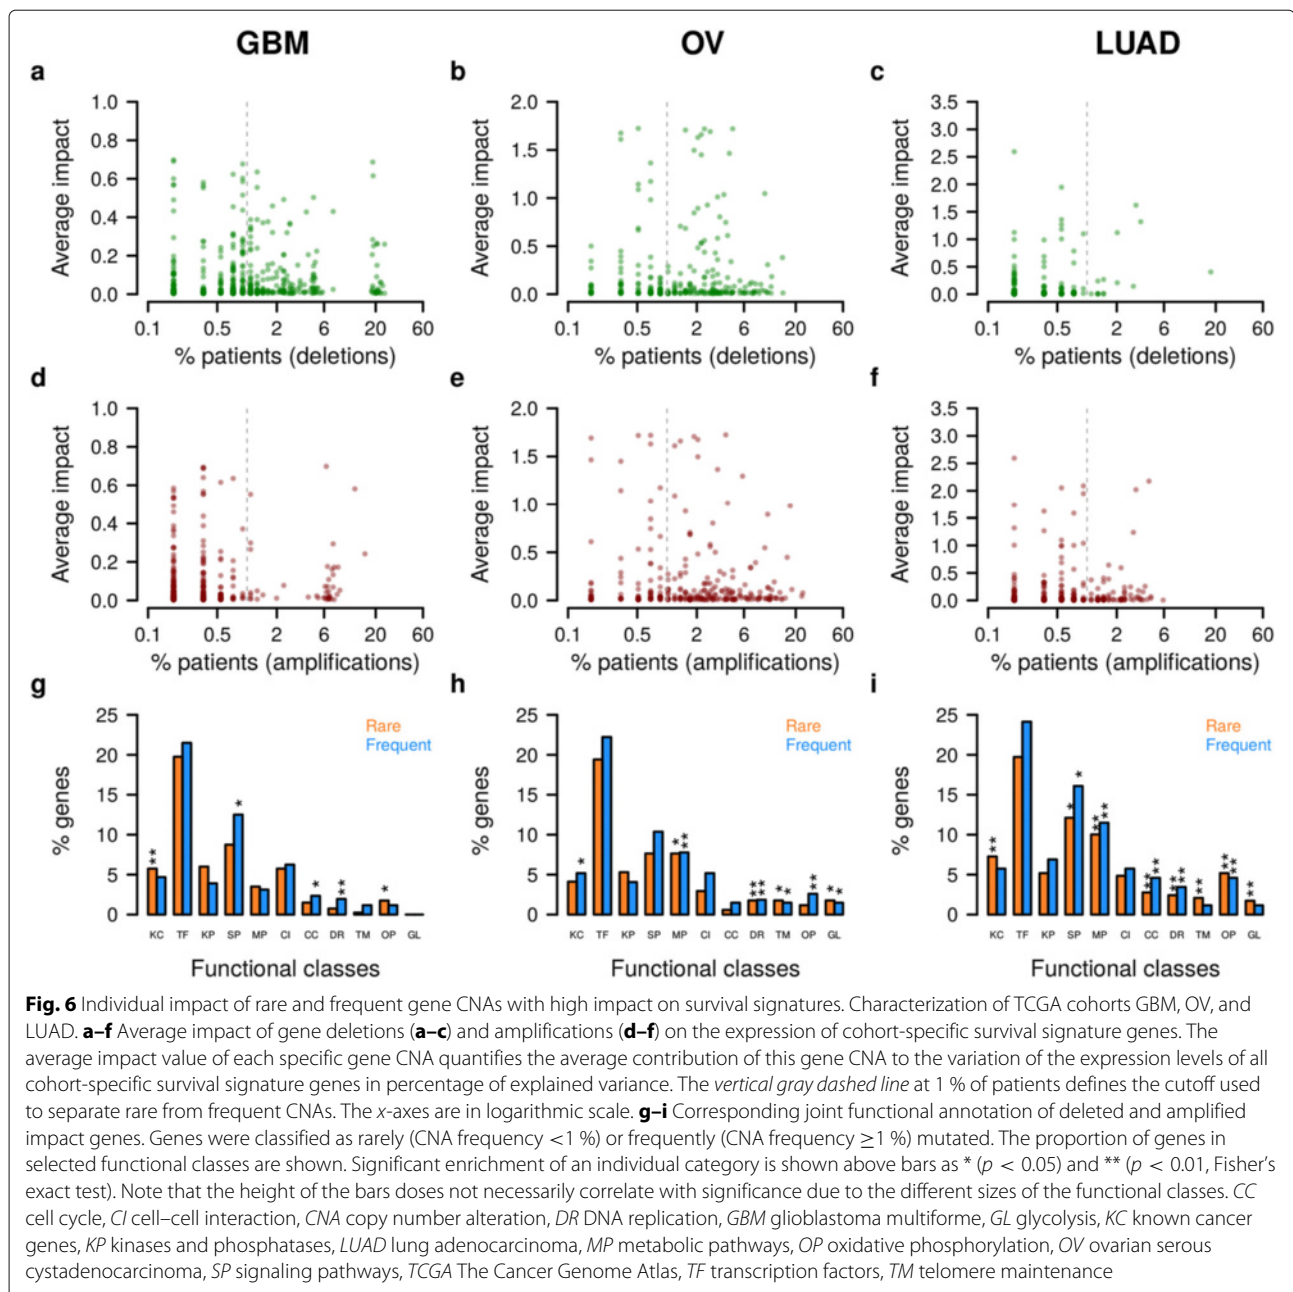 GBM OV LUAD
a b c
Average impact
1.0
0.8
0.6
0.4
0.2
0.0
0.1 0.5 2 6 20 60
% patients (deletions)
Average impact
2.0
1.5
1.0
0.5
0.0
0.1 0.5 2 6 20 60
% patients (deletions)
Average impact
3.5
3.0
2.5
2.0
1.5
1.0
0.5
0.0
0.1 0.5 2 6 20 60
% patients (deletions)
d e f
Average impact
1.0
0.8
0.6
0.4
0.2
0.0
0.1 0.5 2 6 20 60
% patients (amplifications)
Average impact
2.0
1.5
1.0
0.5
0.0
0.1 0.5 2 6 20 60
% patients (amplifications)
Average impact
3.5
3.0
2.5
2.0
1.5
1.0
0.5
0.0
0.1 0.5 2 6 20 60
% patients (amplifications)
g h i
% genes
25
20
15
10
5
0
Rare
Frequent
** * * ** *
KC TF KP SP MP CI CC DR TM OP GL
Functional classes
% genes
25
20
15
10
5
0
Rare
Frequent
* * ** ** ** * * ** * *
KC TF KP SP MP CI CC DR TM OP GL
Functional classes
% genes
25
20
15
10
5
0
Rare
Frequent
** * * ** ** ** ** ** ** ** ** ** **
KC TF KP SP MP CI CC DR TM OP GL
Functional classes
Fig. 6 Individual impact of rare and frequent gene CNAs with high impact on survival signatures. Characterization of TCGA cohorts GBM, OV, and
LUAD. a–f Average impact of gene deletions (a–c) and amplifications (d–f) on the expression of cohort-specific survival signature genes. The
average impact value of each specific gene CNA quantifies the average contribution of this gene CNA to the variation of the expression levels of all
cohort-specific survival signature genes in percentage of explained variance. The vertical gray dashed line at 1 % of patients defines the cutoff used
to separate rare from frequent CNAs. The x-axes are in logarithmic scale. g–i Corresponding joint functional annotation of deleted and amplified
impact genes. Genes were classified as rarely (CNA frequency <1 %) or frequently (CNA frequency ≥1 %) mutated. The proportion of genes in
selected functional classes are shown. Significant enrichment of an individual category is shown above bars as * (p < 0.05) and ** (p < 0.01, Fisher's
exact test). Note that the height of the bars doses not necessarily correlate with significance due to the different sizes of the functional classes. CC
cell cycle, CI cell–cell interaction, CNA copy number alteration, DR DNA replication, GBM glioblastoma multiforme, GL glycolysis, KC known cancer
genes, KP kinases and phosphatases, LUAD lung adenocarcinoma, MP metabolic pathways, OP oxidative phosphorylation, OV ovarian serous
cystadenocarcinoma, SP signaling pathways, TCGA The Cancer Genome Atlas, TF transcription factors, TM telomere maintenance